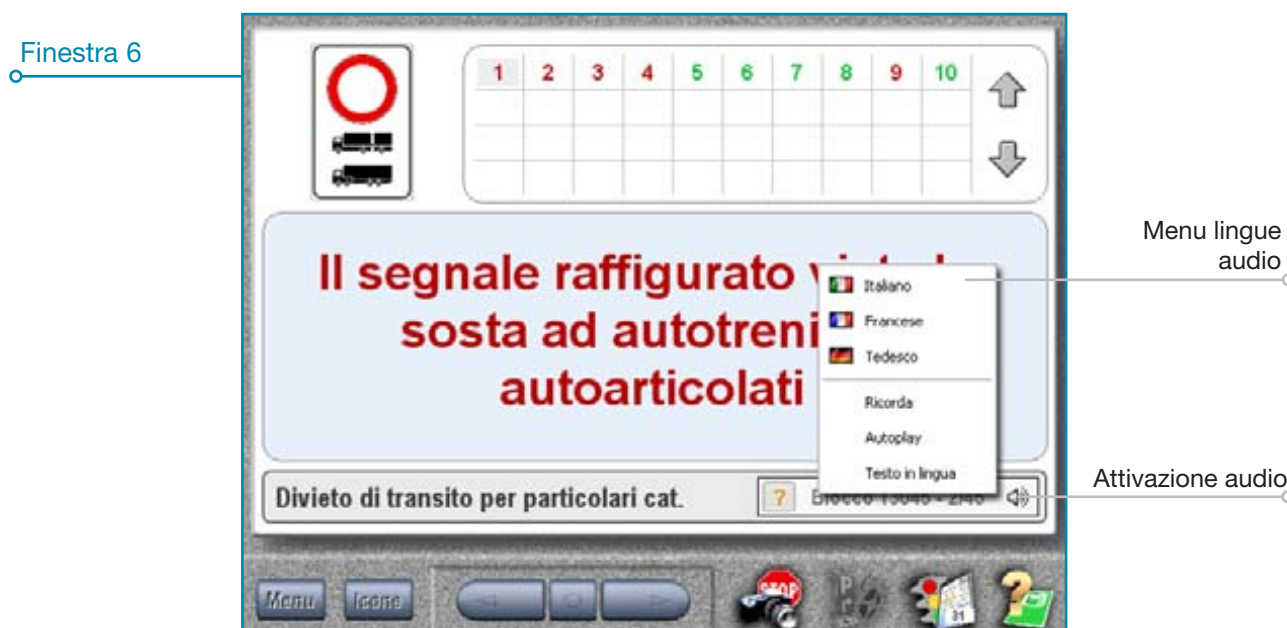 Finestra 6
1 2 3 4 5 6 7 8 9 10
Il segnale raffigurato
sosta ad autotreni
autoarticolati
Italiano
Francese
Tedesco
Ricorda
Autoplay
Testo in lingua
Menu lingue
audio
Divieto di transito per particolari cat.
?
Attivazione audio
Menu
Icone
STOP
31